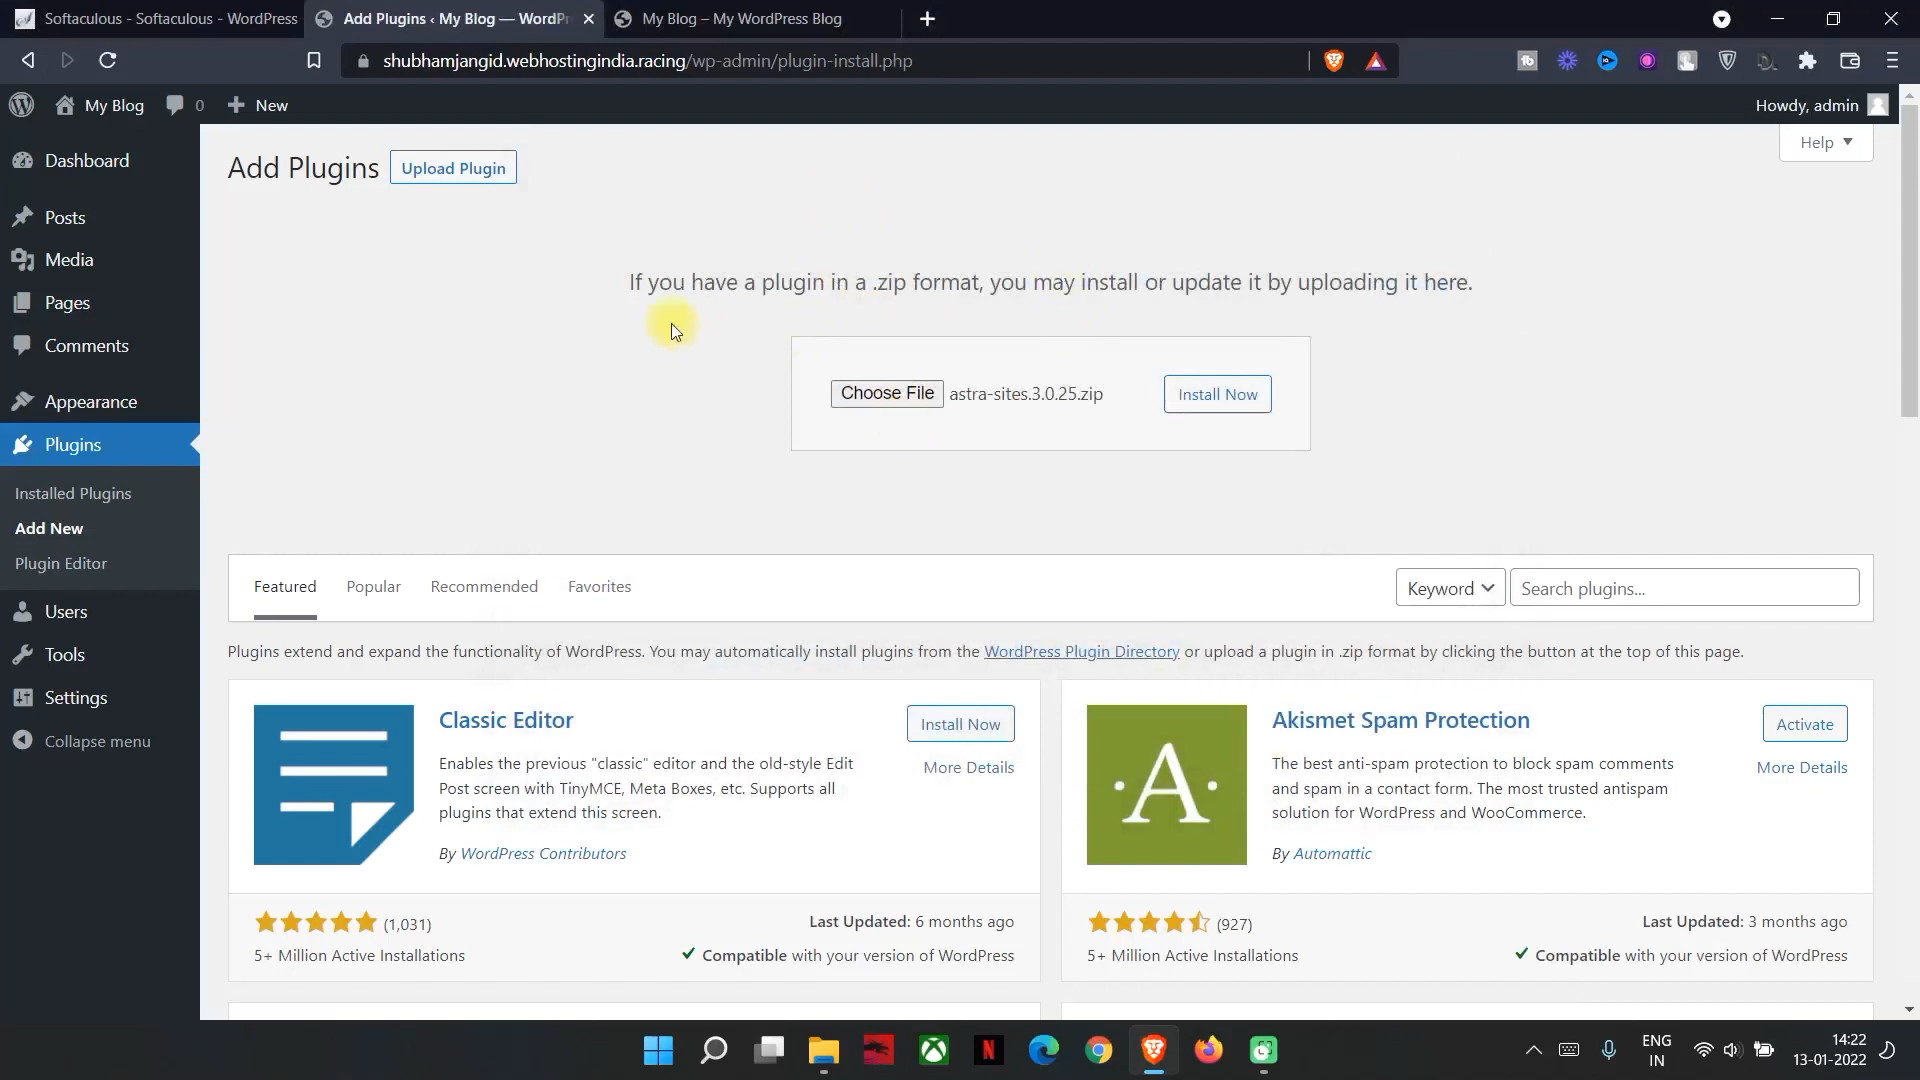 Softaculous - Softaculous - WordPress
Add Plugins ‹ My Blog — WordPr
My Blog – My WordPress Blog
shubhamjangid.webhostingindia.racing/wp-admin/plugin-install.php
My Blog
0
New
Howdy, admin
Help
Dashboard
Posts
Media
Pages
Comments
Appearance
Plugins
Installed Plugins
Add New
Plugin Editor
Users
Tools
Settings
Collapse menu
Add Plugins
Upload Plugin
If you have a plugin in a .zip format, you may install or update it by uploading it here.
Choose File astra-sites.3.0.25.zip
Install Now
Featured
Popular
Recommended
Favorites
Keyword
Search plugins...
Plugins extend and expand the functionality of WordPress. You may automatically install plugins from the WordPress Plugin Directory or upload a plugin in .zip format by clicking the button at the top of this page.
Classic Editor
Install Now
More Details
Enables the previous "classic" editor and the old-style Edit
Post screen with TinyMCE, Meta Boxes, etc. Supports all
plugins that extend this screen.
By WordPress Contributors
(1,031)
5+ Million Active Installations
Last Updated: 6 months ago
Compatible with your version of WordPress
·A·
Akismet Spam Protection
Activate
More Details
The best anti-spam protection to block spam comments
and spam in a contact form. The most trusted antispam
solution for WordPress and WooCommerce.
By Automattic
(927)
5+ Million Active Installations
Last Updated: 3 months ago
Compatible with your version of WordPress
ENG
IN
14:22
13-01-2022